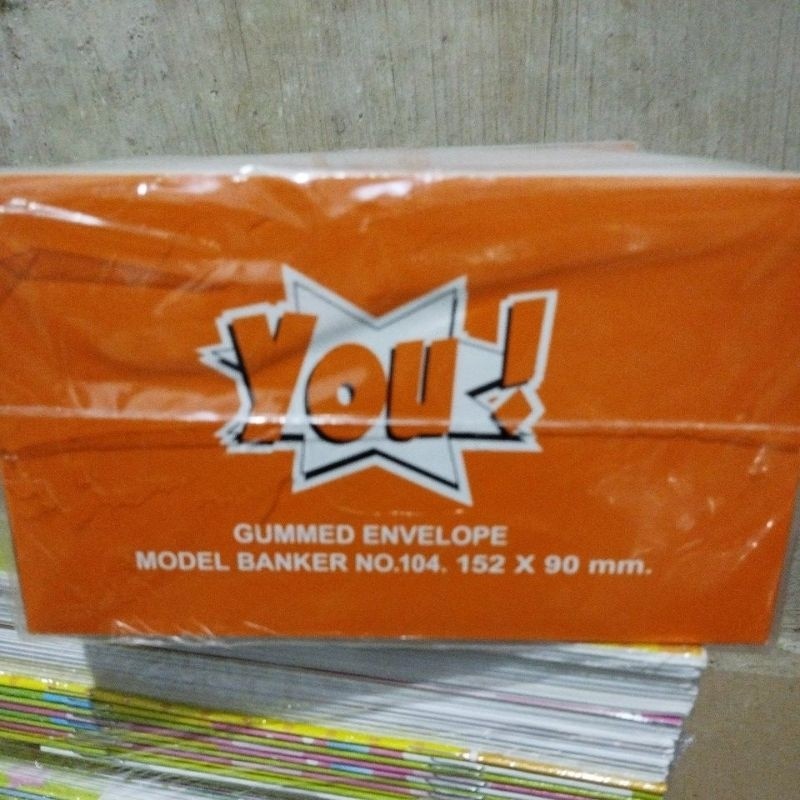 You!
GUMMED ENVELOPE
MODEL BANKER NO.104. 152 X 90 mm.